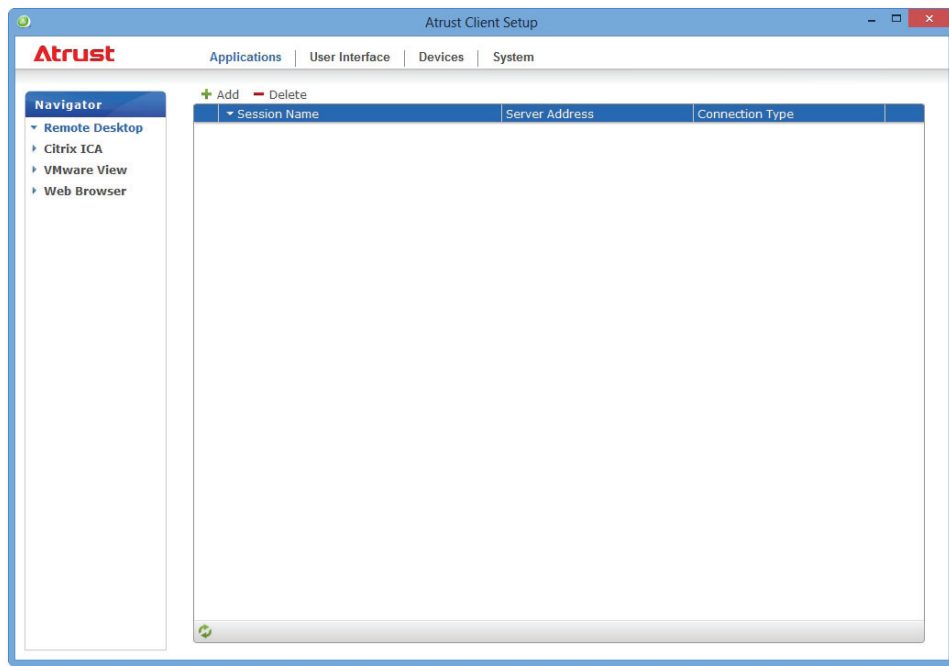 Atrust Client Setup
Atrust
Applications | User Interface | Devices | System
Navigator
Remote Desktop
Citrix ICA
VMware View
Web Browser
Add Delete
Session Name Server Address Connection Type